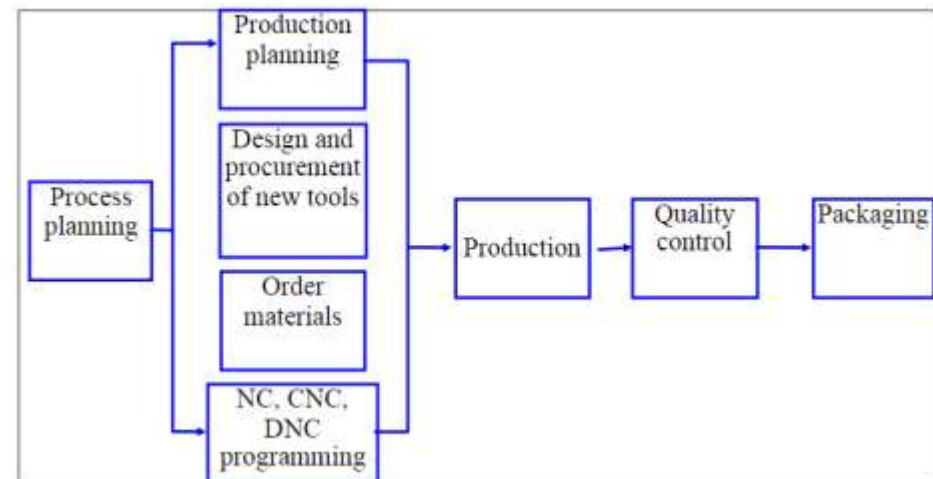 Process
planning
Production
planning
Design and
procurement
of new tools
Order
materials
NC, CNC,
DNC
programming
Production
Quality
control
Packaging